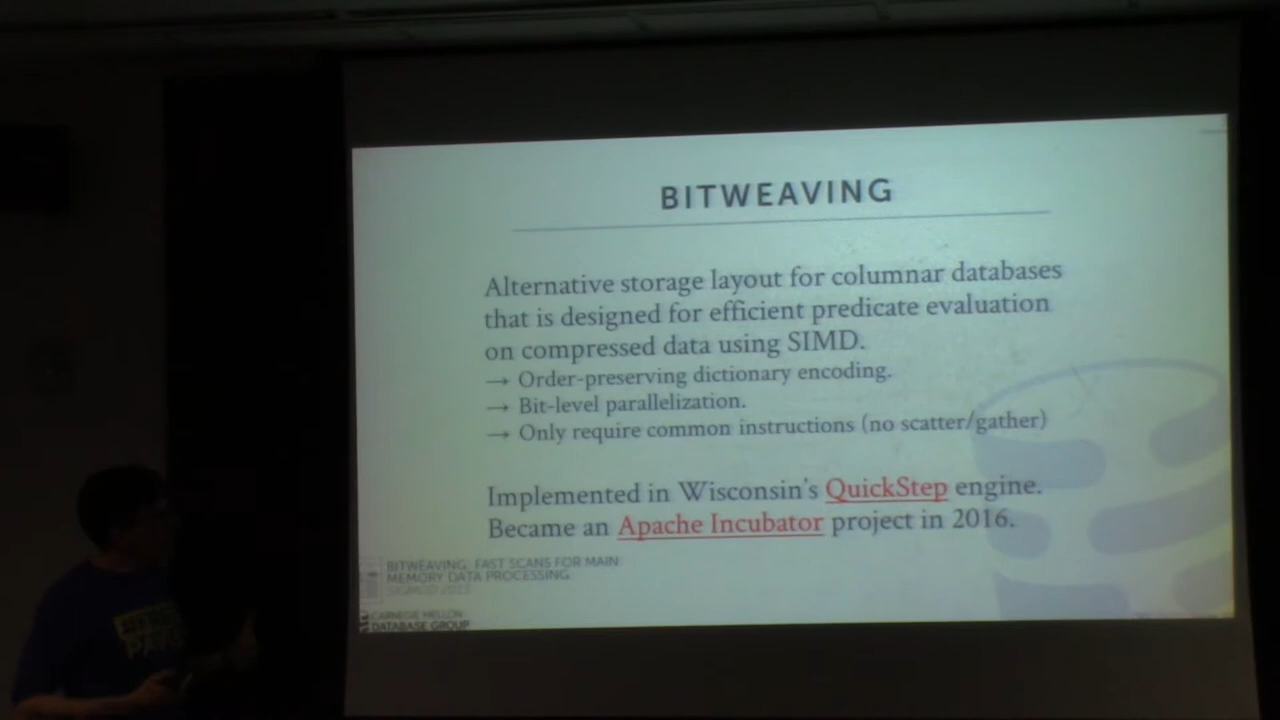 BITWEAVING
Alternative storage layout for columnar databases
that is designed for efficient predicate evaluation
on compressed data using SIMD.
→ Order-preserving dictionary encoding.
→ Bit-level parallelization.
→ Only require common instructions (no scatter/gather)
Implemented in Wisconsin's QuickStep engine.
Became an Apache Incubator project in 2016.
BITWEAVING: FAST SCANS FOR MAIN
MEMORY DATA PROCESSING
SIGMOD 2013
CARNEGIE MELLON
DATABASE GROUP